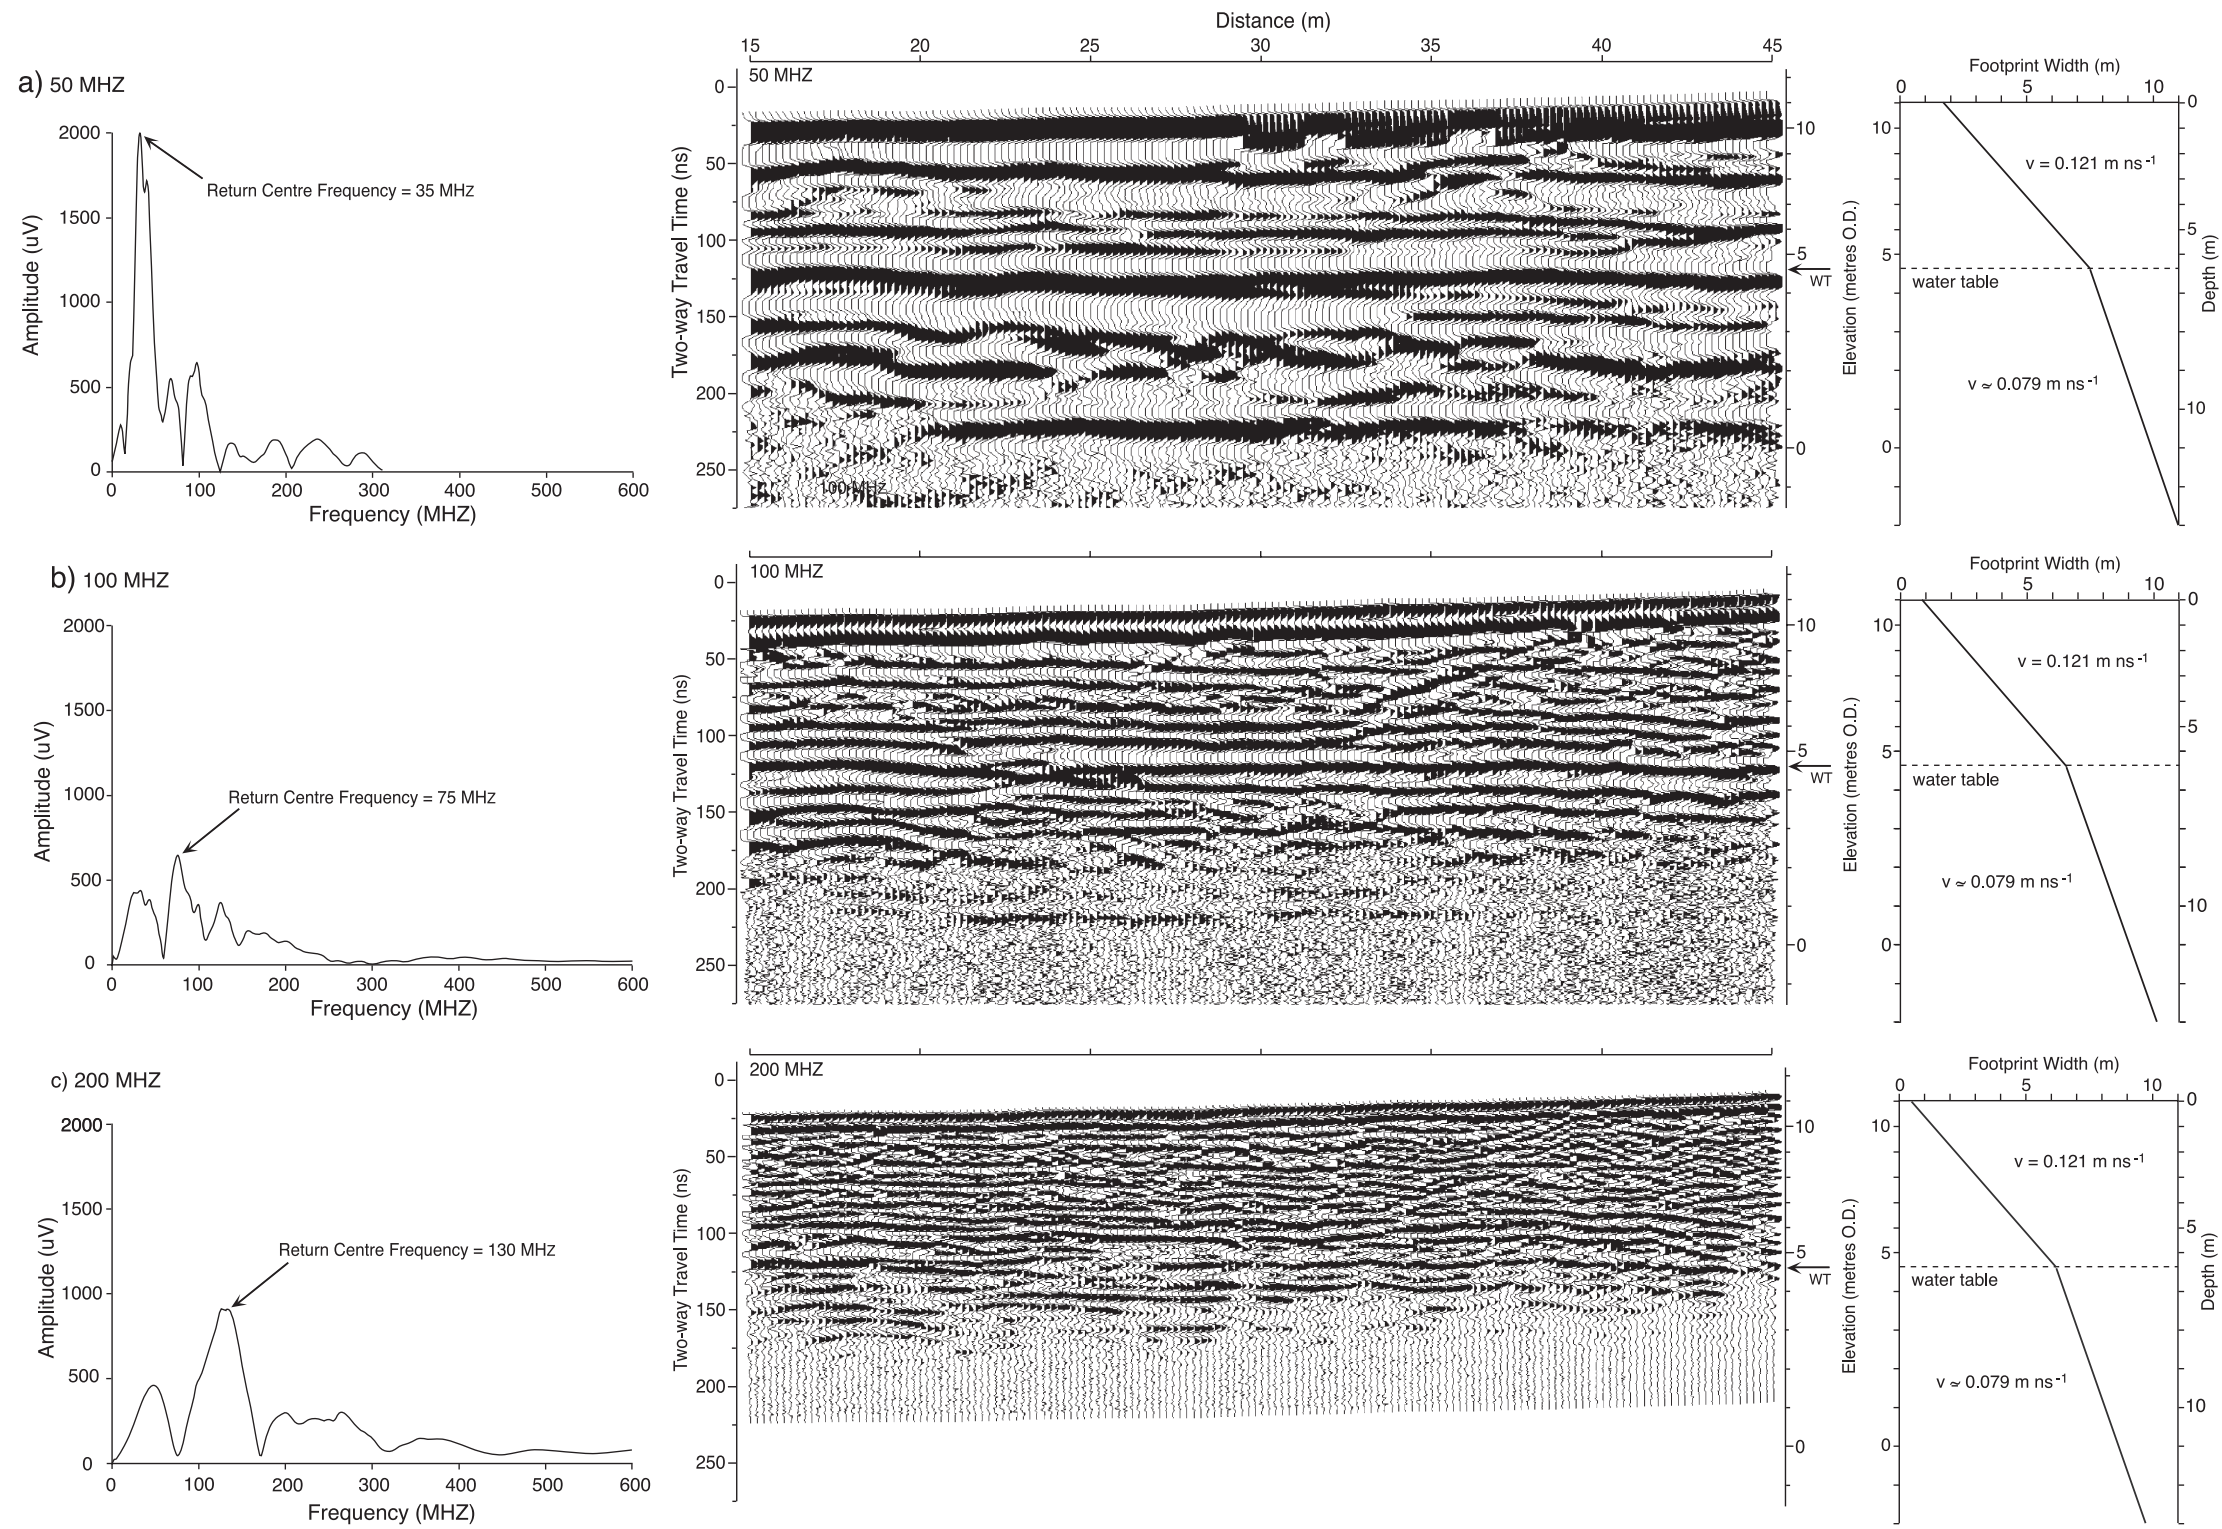 Distance (m)
15 20 25 30 35 40 45
a) 50 MHZ
2000
1500
1000
500
0
0 100 200 300 400 500 600
Amplitude (uV)
Frequency (MHZ)
Return Centre Frequency = 35 MHz
50 MHZ
0
50
100
150
200
250
Two-way Travel Time (ns)
100 MHZ
10
5
WT
0
Elevation (metres O.D.)
Footprint Width (m)
0 5 10
10
5
0
v = 0.121 m ns-1
water table
v ≃ 0.079 m ns-1
0
5
10
Depth (m)
b) 100 MHZ
2000
1500
1000
500
0
0 100 200 300 400 500 600
Amplitude (uV)
Frequency (MHZ)
Return Centre Frequency = 75 MHz
100 MHZ
0
50
100
150
200
250
Two-way Travel Time (ns)
10
5
WT
0
Elevation (metres O.D.)
Footprint Width (m)
0 5 10
10
5
0
v = 0.121 m ns-1
water table
v ≃ 0.079 m ns-1
0
5
10
c) 200 MHZ
2000
1500
1000
500
0
0 100 200 300 400 500 600
Amplitude (uV)
Frequency (MHZ)
Return Centre Frequency = 130 MHz
200 MHZ
0
50
100
150
200
250
Two-way Travel Time (ns)
10
5
WT
0
Elevation (metres O.D.)
Footprint Width (m)
0 5 10
10
5
0
v = 0.121 m ns-1
water table
v ≃ 0.079 m ns-1
0
5
10
Depth (m)